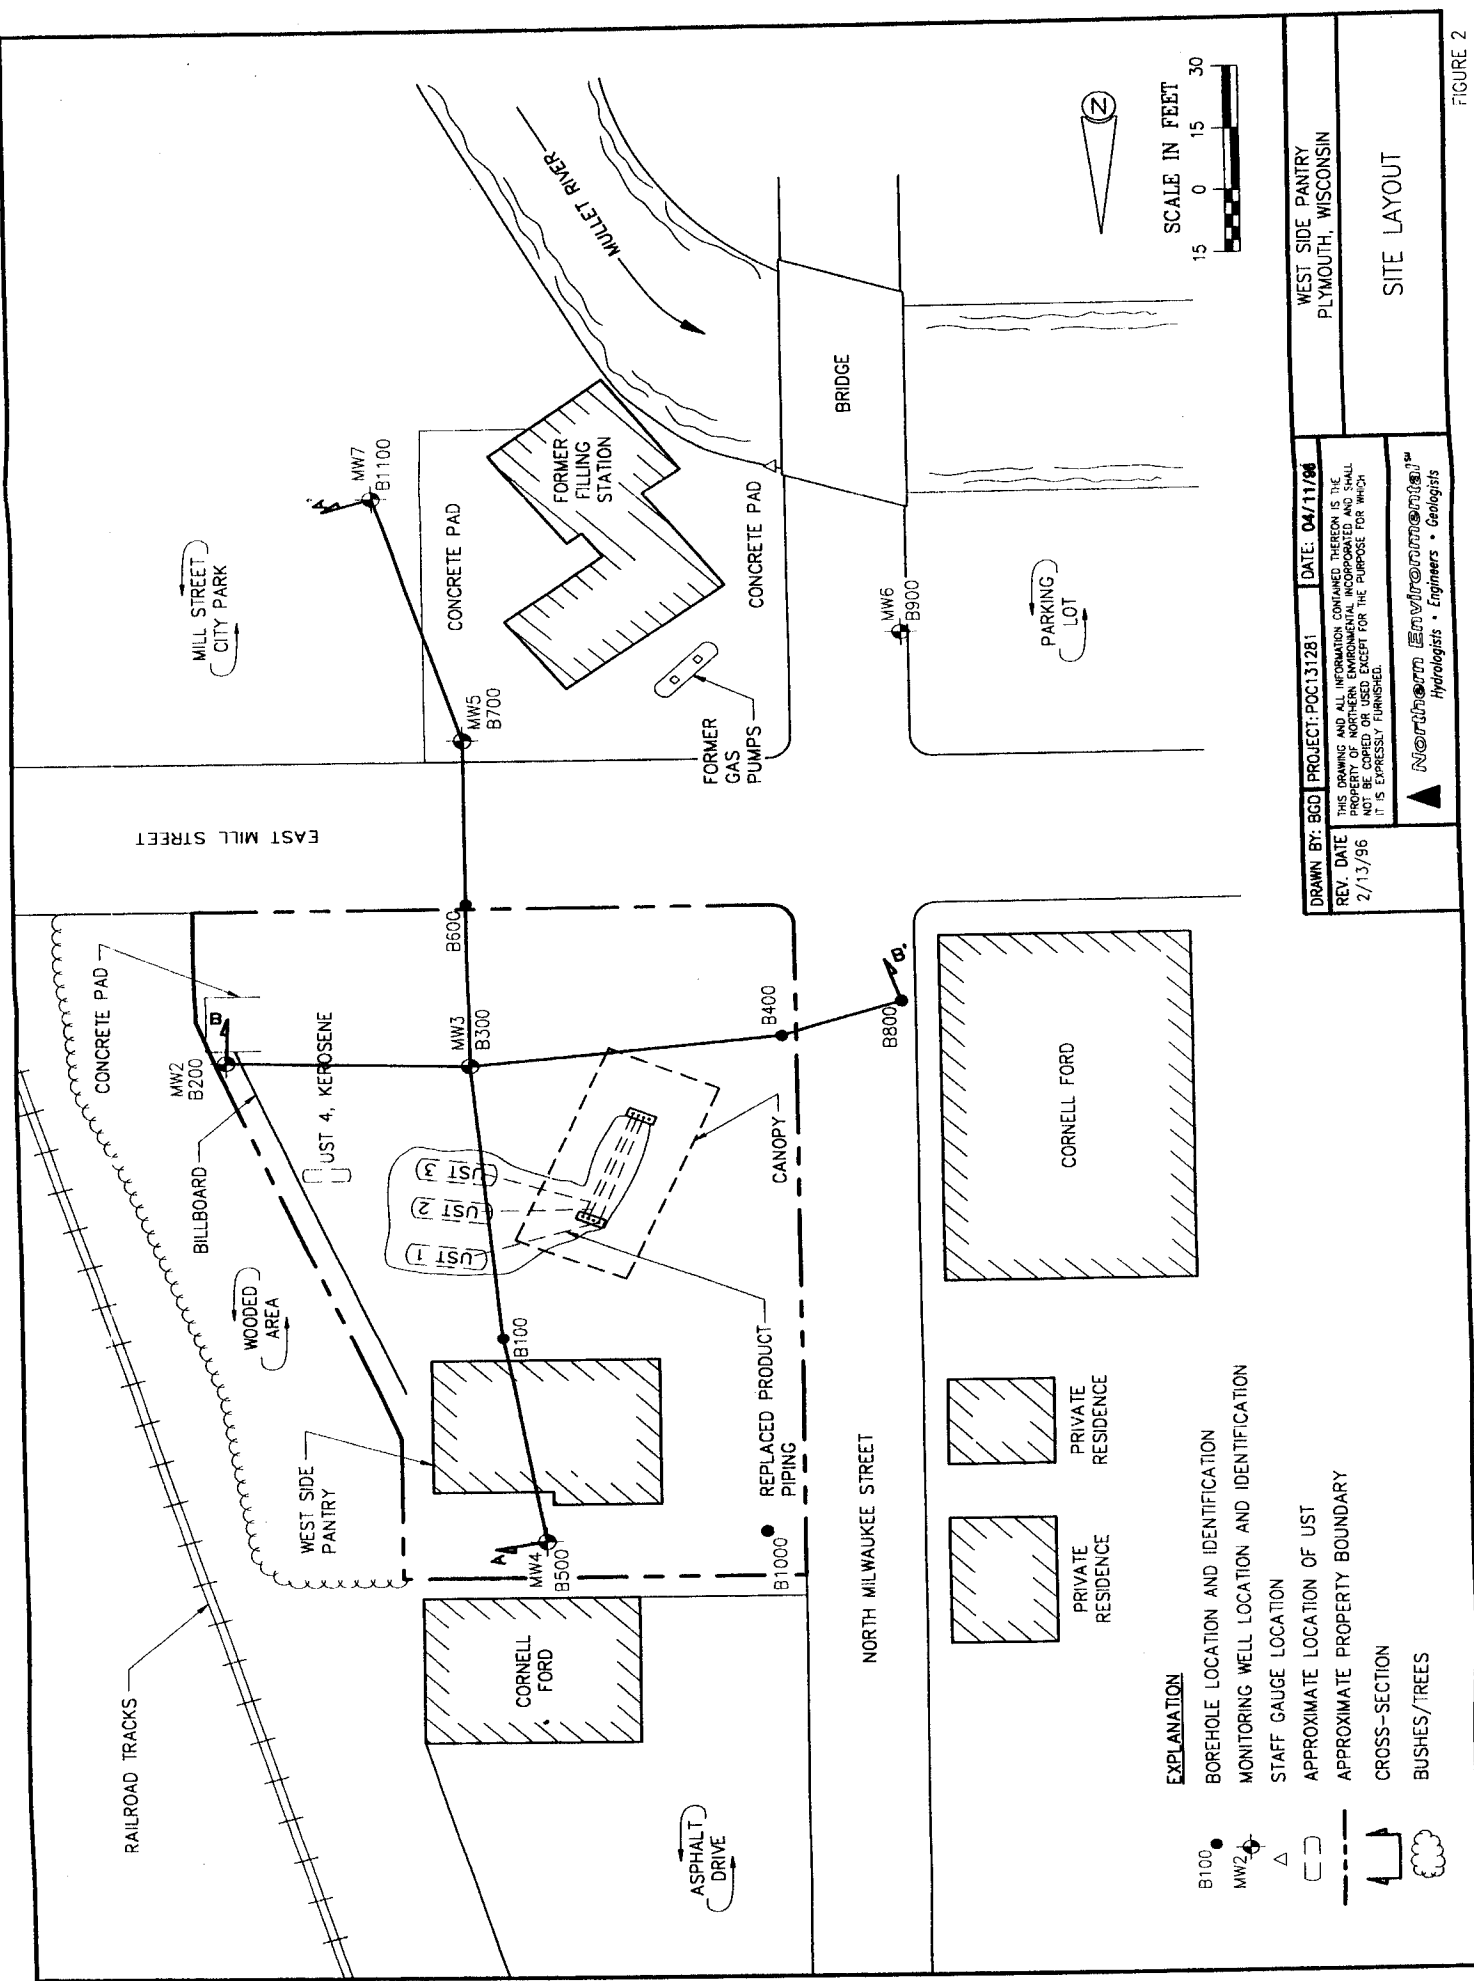 RAILROAD TRACKS
WOODED
AREA
BILLBOARD
CONCRETE PAD
MW2
B200
B
UST 4, KEROSENE
WEST SIDE
PANTRY
UST 1
UST 2
UST 3
MW3
B300
B600
EAST MILL STREET
MILL STREET
CITY PARK
MW7
B1100
A'
MW5
B700
CONCRETE PAD
FORMER
FILLING
STATION
MULLET RIVER
FORMER
GAS
PUMPS
CONCRETE PAD
BRIDGE
MW6
B900
PARKING
LOT
B100
A
MW4
B500
CORNELL
FORD
B1000
REPLACED PRODUCT
PIPING
CANOPY
B400
B800
B'
NORTH MILWAUKEE STREET
ASPHALT
DRIVE
PRIVATE
RESIDENCE
PRIVATE
RESIDENCE
CORNELL FORD
N
SCALE IN FEET
15 0 15 30
EXPLANATION
B100 BOREHOLE LOCATION AND IDENTIFICATION
MW2 MONITORING WELL LOCATION AND IDENTIFICATION
STAFF GAUGE LOCATION
APPROXIMATE LOCATION OF UST
APPROXIMATE PROPERTY BOUNDARY
CROSS-SECTION
BUSHES/TREES
DRAWN BY: BGD PROJECT: POC131281 DATE: 04/11/96
REV. DATE
2/13/96
THIS DRAWING AND ALL INFORMATION CONTAINED THEREON IS THE
PROPERTY OF NORTHERN ENVIRONMENTAL INCORPORATED AND SHALL
NOT BE COPIED OR USED EXCEPT FOR THE PURPOSE FOR WHICH
IT IS EXPRESSLY FURNISHED.
Northern Environmental℠
Hydrologists • Engineers • Geologists
WEST SIDE PANTRY
PLYMOUTH, WISCONSIN
SITE LAYOUT
FIGURE 2